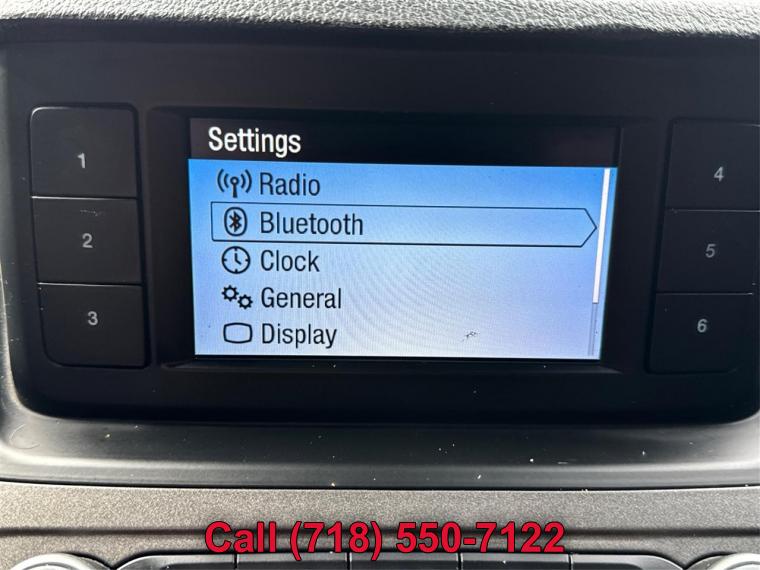 Settings
1
Radio
4
Bluetooth
2
Clock
5
General
3
Display
6
Call (718) 550-7122